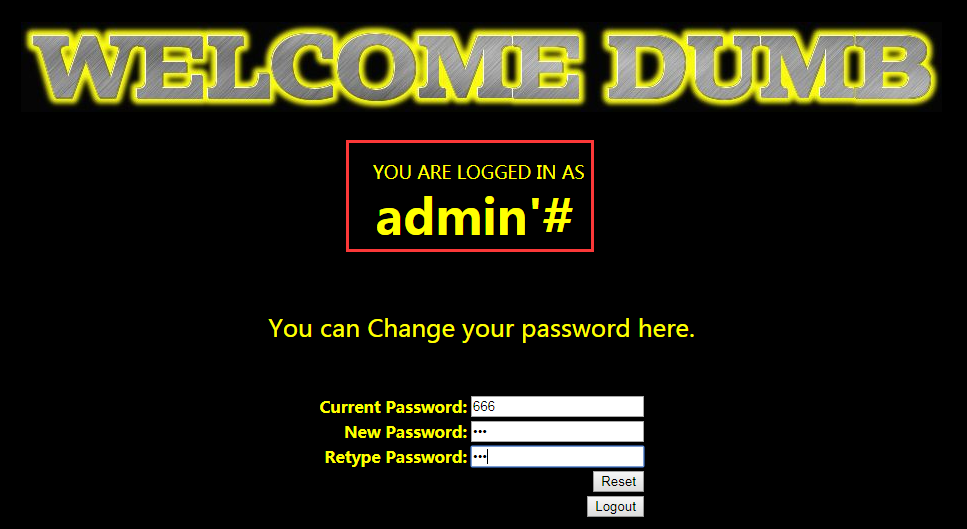 WELCOME DUMB
YOU ARE LOGGED IN AS
admin'#
You can Change your password here.
Current Password: 666
New Password: •••
Retype Password: •••
Reset
Logout